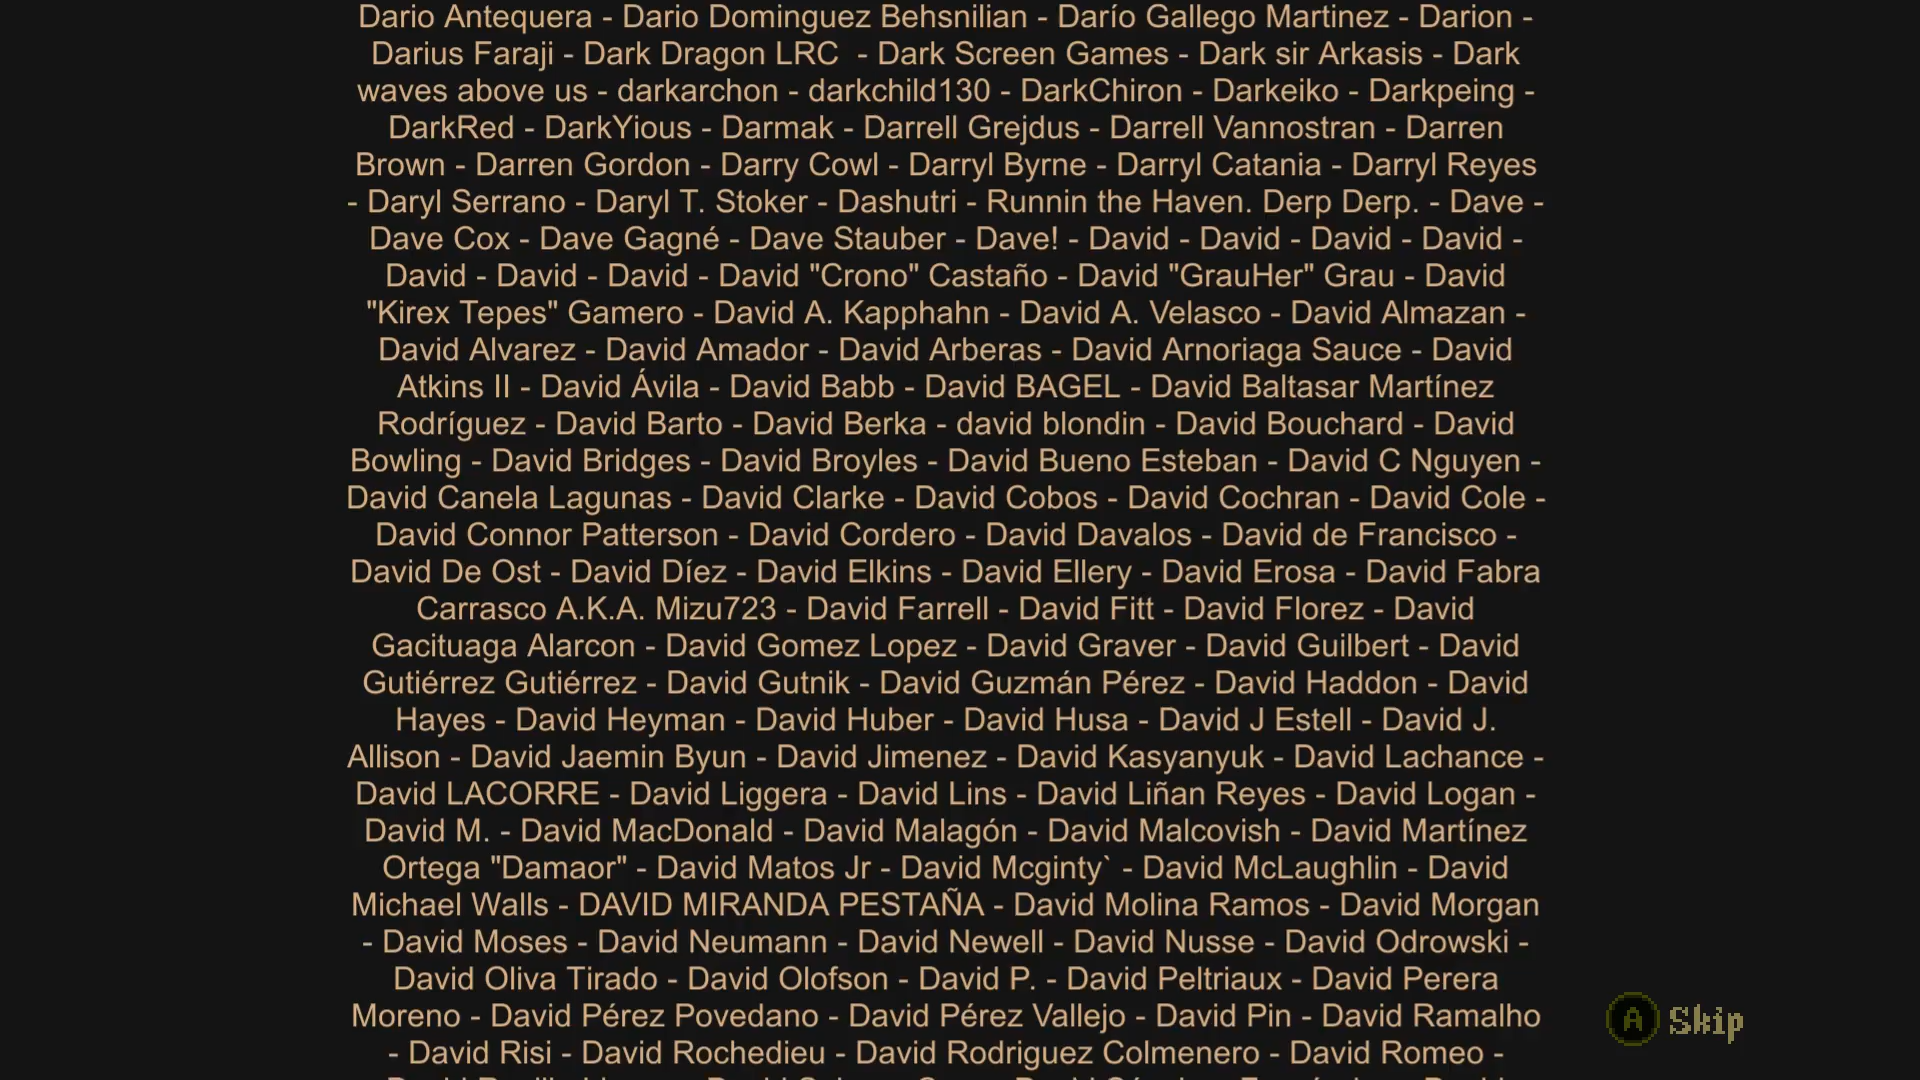 Dario Antequera - Dario Dominguez Behsnilian - Darío Gallego Martinez - Darion -
Darius Faraji - Dark Dragon LRC  - Dark Screen Games - Dark sir Arkasis - Dark
waves above us - darkarchon - darkchild130 - DarkChiron - Darkeiko - Darkpeing -
DarkRed - DarkYious - Darmak - Darrell Grejdus - Darrell Vannostran - Darren
Brown - Darren Gordon - Darry Cowl - Darryl Byrne - Darryl Catania - Darryl Reyes
- Daryl Serrano - Daryl T. Stoker - Dashutri - Runnin the Haven. Derp Derp. - Dave -
Dave Cox - Dave Gagné - Dave Stauber - Dave! - David - David - David - David -
David - David - David - David "Crono" Castaño - David "GrauHer" Grau - David
"Kirex Tepes" Gamero - David A. Kapphahn - David A. Velasco - David Almazan -
David Alvarez - David Amador - David Arberas - David Arnoriaga Sauce - David
Atkins II - David Ávila - David Babb - David BAGEL - David Baltasar Martínez
Rodríguez - David Barto - David Berka - david blondin - David Bouchard - David
Bowling - David Bridges - David Broyles - David Bueno Esteban - David C Nguyen -
David Canela Lagunas - David Clarke - David Cobos - David Cochran - David Cole -
David Connor Patterson - David Cordero - David Davalos - David de Francisco -
David De Ost - David Díez - David Elkins - David Ellery - David Erosa - David Fabra
Carrasco A.K.A. Mizu723 - David Farrell - David Fitt - David Florez - David
Gacituaga Alarcon - David Gomez Lopez - David Graver - David Guilbert - David
Gutiérrez Gutiérrez - David Gutnik - David Guzmán Pérez - David Haddon - David
Hayes - David Heyman - David Huber - David Husa - David J Estell - David J.
Allison - David Jaemin Byun - David Jimenez - David Kasyanyuk - David Lachance -
David LACORRE - David Liggera - David Lins - David Liñan Reyes - David Logan -
David M. - David MacDonald - David Malagón - David Malcovish - David Martínez
Ortega "Damaor" - David Matos Jr - David Mcginty` - David McLaughlin - David
Michael Walls - DAVID MIRANDA PESTAÑA - David Molina Ramos - David Morgan
- David Moses - David Neumann - David Newell - David Nusse - David Odrowski -
David Oliva Tirado - David Olofson - David P. - David Peltriaux - David Perera
Moreno - David Pérez Povedano - David Pérez Vallejo - David Pin - David Ramalho
- David Risi - David Rochedieu - David Rodriguez Colmenero - David Romeo -
A Skip